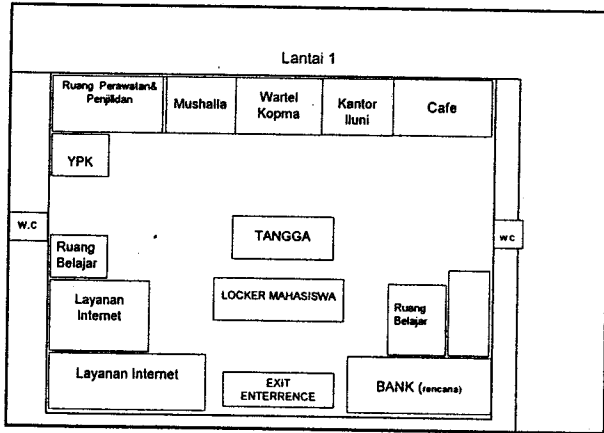 Lantai 1
Ruang Perawatan&
Penjilidan
Mushalla
Wartel
Kopma
Kantor
Iluni
Cafe
YPK
W.C
WC
Ruang
Belajar
TANGGA
Layanan
Internet
LOCKER MAHASISWA
Ruang
Belajar
Layanan Internet
EXIT
ENTERRENCE
BANK (rencana)